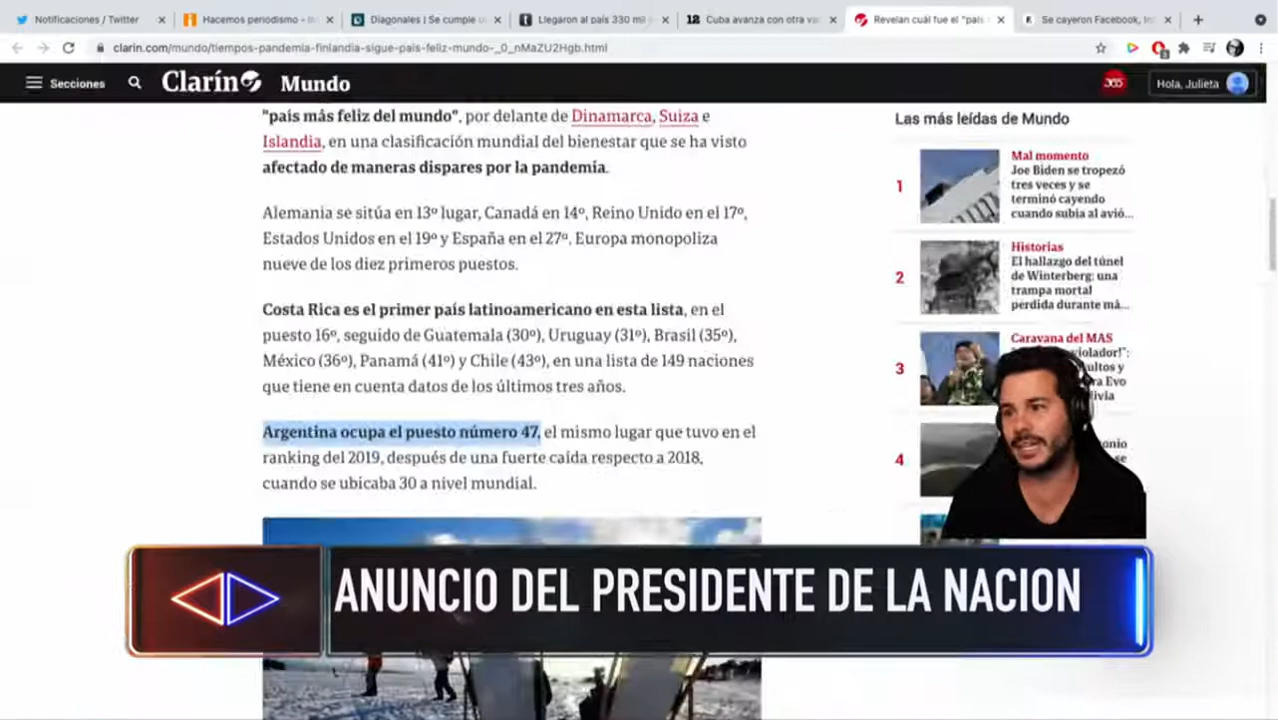 Notificaciones / Twitter
Hacemos periodismo -
Diagonales | Se cumple u
Llegaron al país 330 mil
Cuba avanza con otra va
Revelan cuál fue el "país
Se cayeron Facebook, In
clarin.com/mundo/tiempos-pandemia-finlandia-sigue-pais-feliz-mundo-_0_nMaZU2Hgb.html
Secciones
Clarín
Mundo
365
Hola, Julieta
"país más feliz del mundo", por delante de Dinamarca, Suiza e
Islandia, en una clasificación mundial del bienestar que se ha visto
afectado de maneras dispares por la pandemia.
Alemania se sitúa en 13º lugar, Canadá en 14º, Reino Unido en el 17º,
Estados Unidos en el 19º y España en el 27º, Europa monopoliza
nueve de los diez primeros puestos.
Costa Rica es el primer país latinoamericano en esta lista, en el
puesto 16º, seguido de Guatemala (30º), Uruguay (31º), Brasil (35º),
México (36º), Panamá (41º) y Chile (43º), en una lista de 149 naciones
que tiene en cuenta datos de los últimos tres años.
Argentina ocupa el puesto número 47, el mismo lugar que tuvo en el
ranking del 2019, después de una fuerte caída respecto a 2018,
cuando se ubicaba 30 a nivel mundial.
Las más leídas de Mundo
1
Mal momento
Joe Biden se tropezó
tres veces y se
terminó cayendo
cuando subía al avió...
2
Historias
El hallazgo del túnel
de Winterberg: una
trampa mortal
perdida durante má...
3
Caravana del MAS
violador!":
ultos y
ra Evo
livia
4
onio
se
ANUNCIO DEL PRESIDENTE DE LA NACION